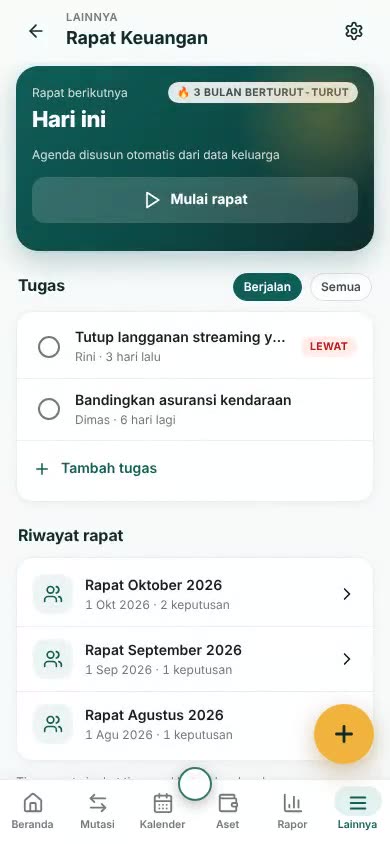 LAINNYA
Rapat Keuangan
Rapat berikutnya
🔥 3 BULAN BERTURUT-TURUT
Hari ini
Agenda disusun otomatis dari data keluarga
Mulai rapat
Tugas
Berjalan
Semua
Tutup langganan streaming y...
LEWAT
Rini · 3 hari lalu
Bandingkan asuransi kendaraan
Dimas · 6 hari lagi
+ Tambah tugas
Riwayat rapat
Rapat Oktober 2026
1 Okt 2026 · 2 keputusan
Rapat September 2026
1 Sep 2026 · 1 keputusan
Rapat Agustus 2026
1 Agu 2026 · 1 keputusan
Beranda
Mutasi
Kalender
Aset
Rapor
Lainnya